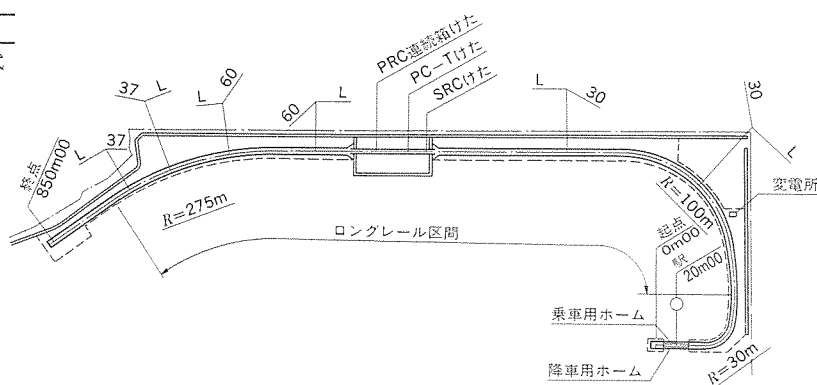 PRC連続箱けた
PC-Tけた
SRCけた
37
L
L
60
60
L
L
30
30
L
L
37
終点
850m00
R=275m
ロングレール区間
R=100m
変電所
起点
0m00
駅
20m00
乗車用ホーム
降車用ホーム
R=30m